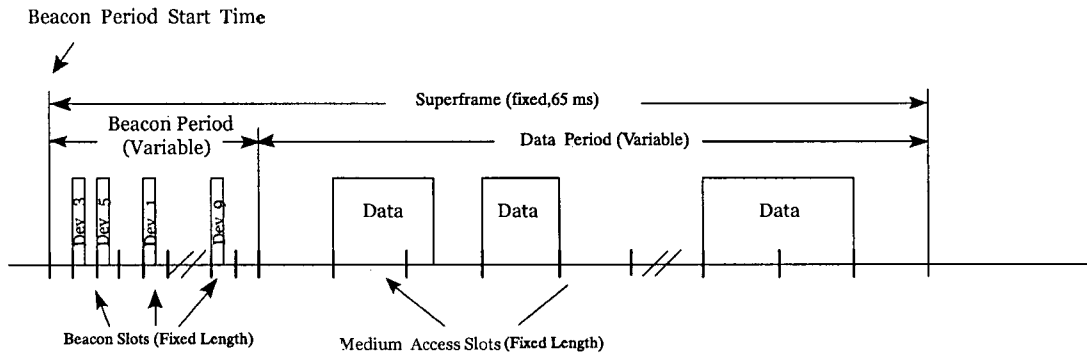 Beacon Period Start Time
Superframe (fixed,65 ms)
Beacon Period
(Variable)
Data Period (Variable)
Dev 3
Dev 5
Dev 1
Dev 9
Data
Data
Data
Beacon Slots (Fixed Length)
Medium Access Slots (Fixed Length)